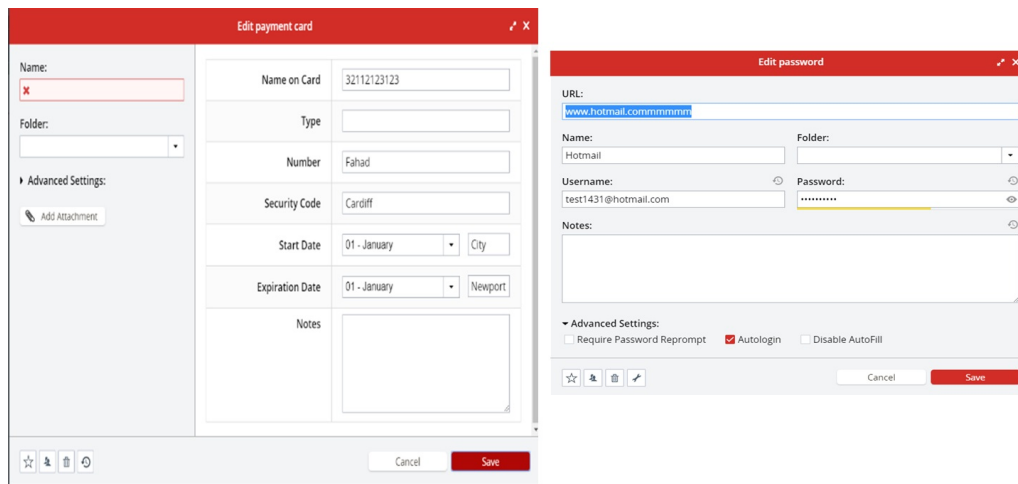 Edit payment card
Name:
Folder:
Advanced Settings:
Add Attachment
Name on Card 32112123123
Type
Number Fahad
Security Code Cardiff
Start Date 01 - January City
Expiration Date 01 - January Newport
Notes
Cancel Save
Edit password
URL:
www.hotmail.commmmmm
Name: Folder:
Hotmail
Username: Password:
test1431@hotmail.com ••••••••••
Notes:
Advanced Settings:
Require Password Reprompt Autologin Disable AutoFill
Cancel Save